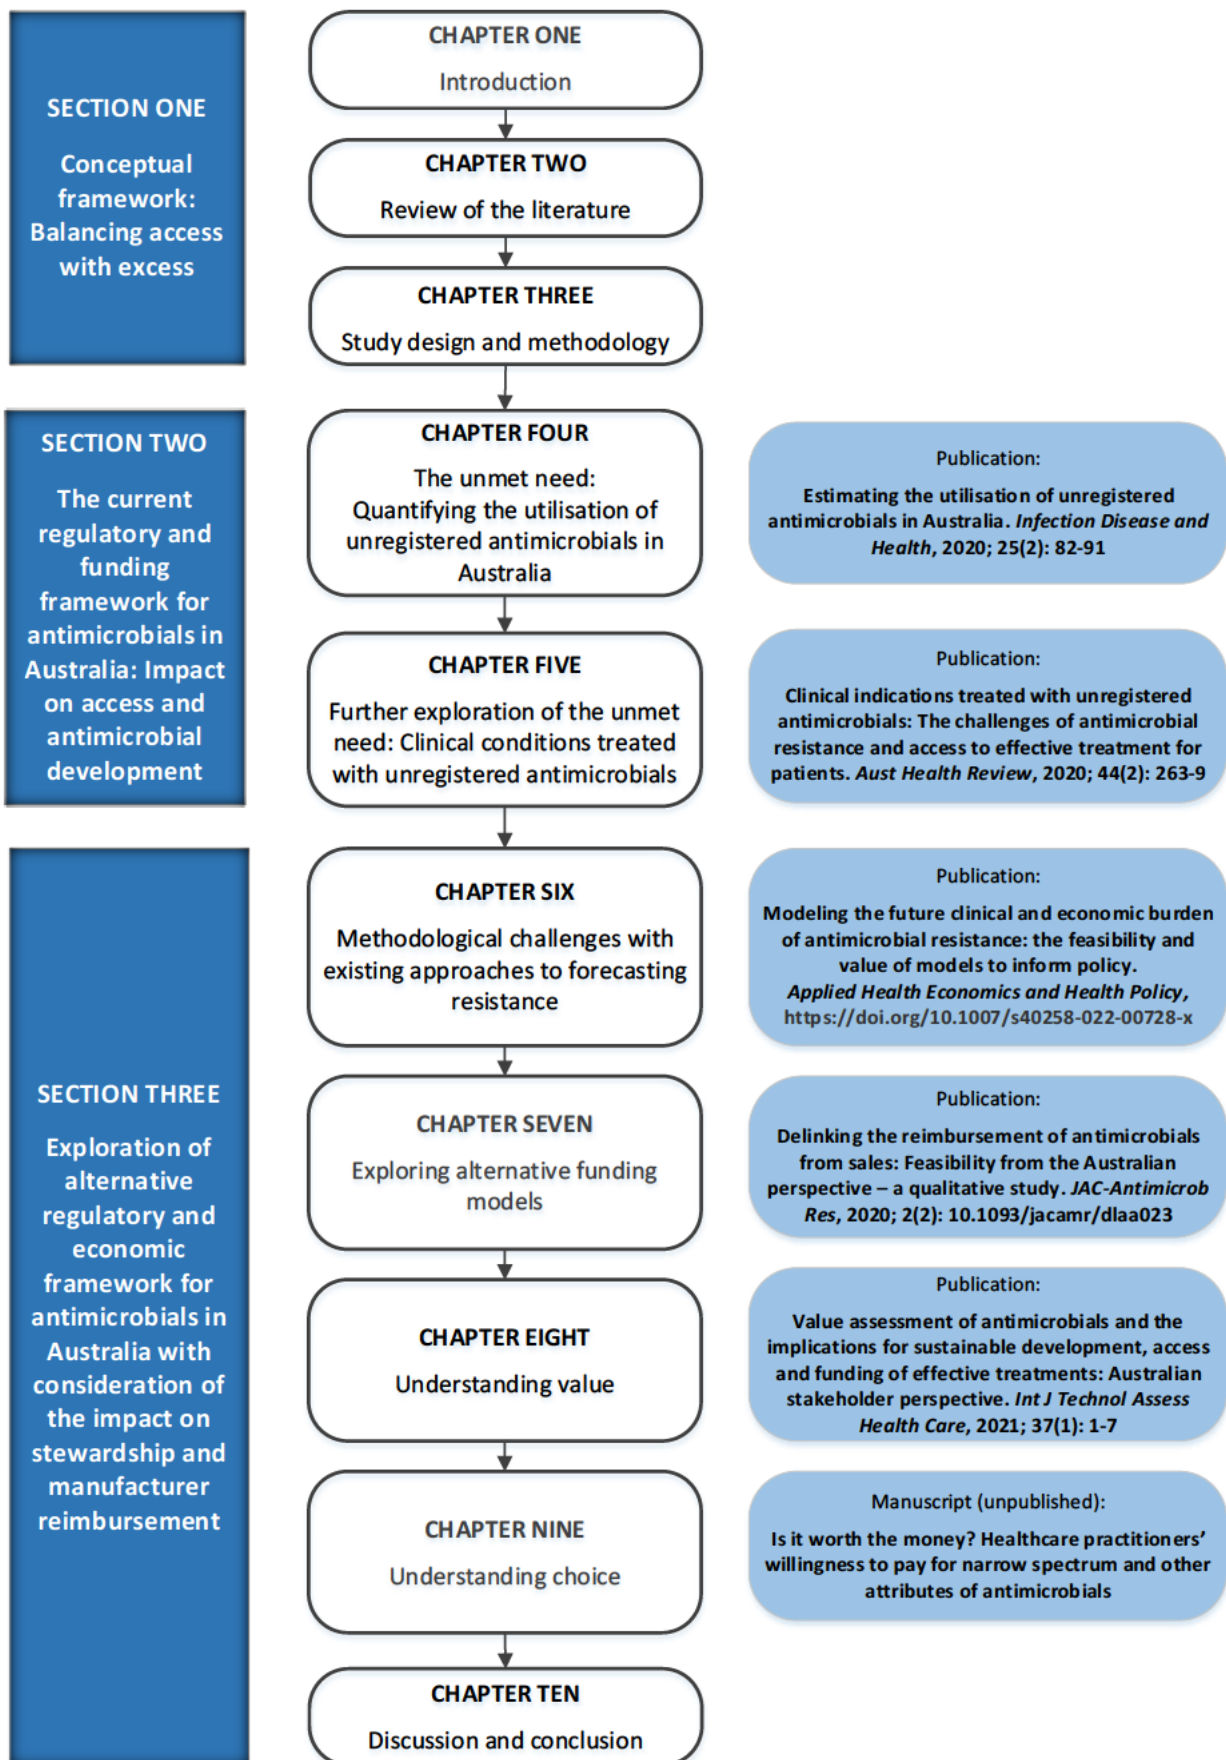 SECTION ONE
Conceptual
framework:
Balancing access
with excess
CHAPTER ONE
Introduction
CHAPTER TWO
Review of the literature
CHAPTER THREE
Study design and methodology
SECTION TWO
The current
regulatory and
funding
framework for
antimicrobials in
Australia: Impact
on access and
antimicrobial
development
CHAPTER FOUR
The unmet need:
Quantifying the utilisation of
unregistered antimicrobials in
Australia
Publication:
Estimating the utilisation of unregistered
antimicrobials in Australia. Infection Disease and
Health, 2020; 25(2): 82-91
CHAPTER FIVE
Further exploration of the unmet
need: Clinical conditions treated
with unregistered antimicrobials
Publication:
Clinical indications treated with unregistered
antimicrobials: The challenges of antimicrobial
resistance and access to effective treatment for
patients. Aust Health Review, 2020; 44(2): 263-9
SECTION THREE
Exploration of
alternative
regulatory and
economic
framework for
antimicrobials in
Australia with
consideration of
the impact on
stewardship and
manufacturer
reimbursement
CHAPTER SIX
Methodological challenges with
existing approaches to forecasting
resistance
Publication:
Modeling the future clinical and economic burden
of antimicrobial resistance: the feasibility and
value of models to inform policy.
Applied Health Economics and Health Policy,
https://doi.org/10.1007/s40258-022-00728-x
CHAPTER SEVEN
Exploring alternative funding
models
Publication:
Delinking the reimbursement of antimicrobials
from sales: Feasibility from the Australian
perspective – a qualitative study. JAC-Antimicrob
Res, 2020; 2(2): 10.1093/jacamr/dlaa023
CHAPTER EIGHT
Understanding value
Publication:
Value assessment of antimicrobials and the
implications for sustainable development, access
and funding of effective treatments: Australian
stakeholder perspective. Int J Technol Assess
Health Care, 2021; 37(1): 1-7
CHAPTER NINE
Understanding choice
Manuscript (unpublished):
Is it worth the money? Healthcare practitioners’
willingness to pay for narrow spectrum and other
attributes of antimicrobials
CHAPTER TEN
Discussion and conclusion